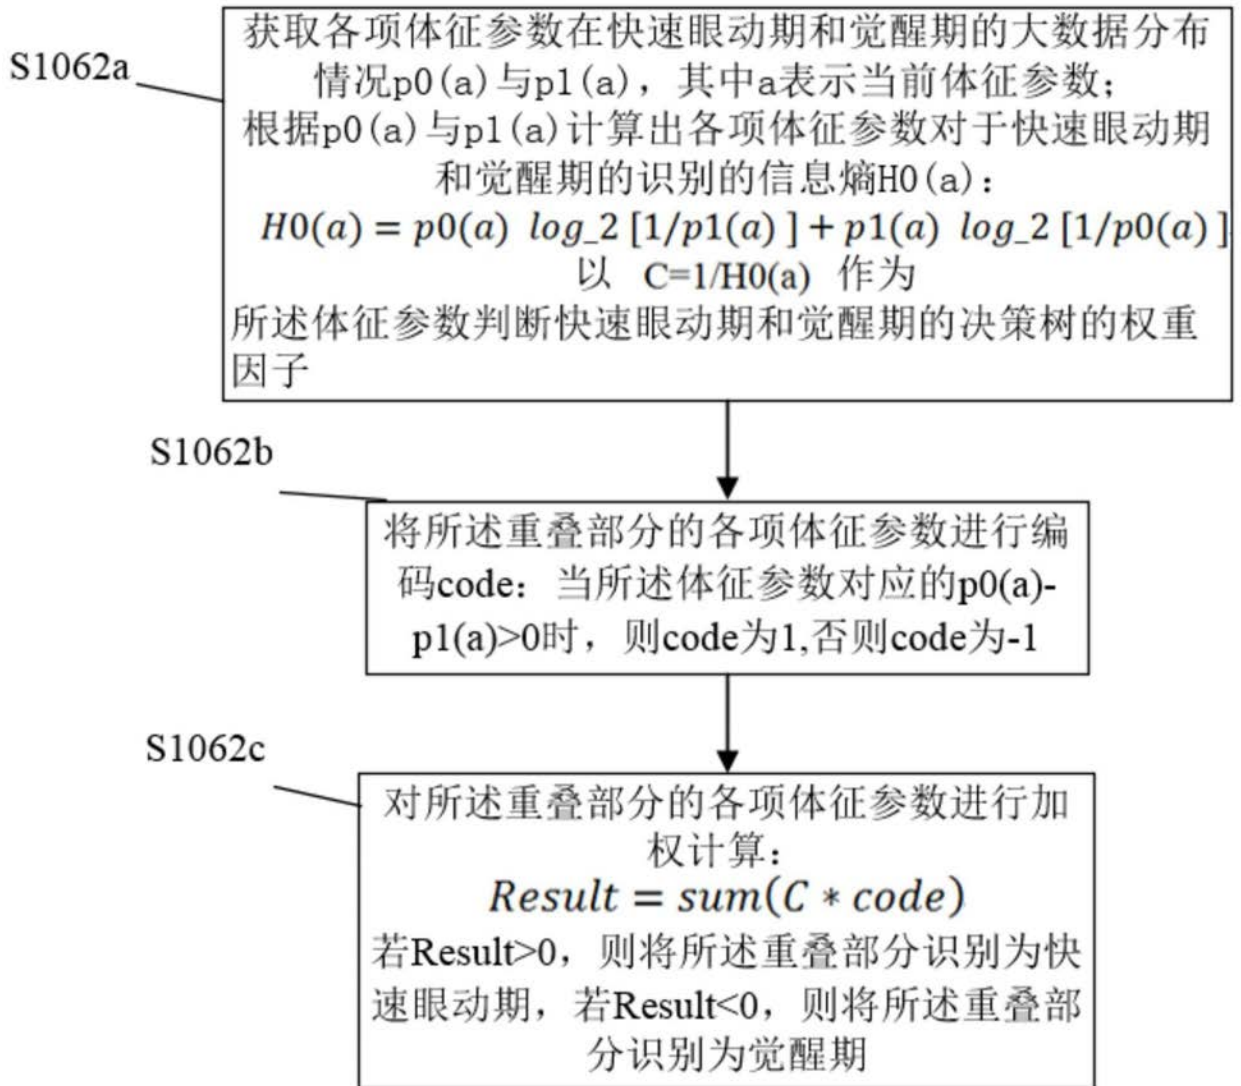 S1062a
获取各项体征参数在快速眼动期和觉醒期的大数据分布
情况p0(a)与p1(a)，其中a表示当前体征参数；
根据p0(a)与p1(a)计算出各项体征参数对于快速眼动期
和觉醒期的识别的信息熵H0(a)：
H0(a) = p0(a) log_2 [1/p1(a) ] + p1(a) log_2 [1/p0(a) ]
以 C=1/H0(a) 作为
所述体征参数判断快速眼动期和觉醒期的决策树的权重
因子
S1062b
将所述重叠部分的各项体征参数进行编
码code：当所述体征参数对应的p0(a)-
p1(a)>0时，则code为1,否则code为-1
S1062c
对所述重叠部分的各项体征参数进行加
权计算：
Result = sum(C * code)
若Result>0，则将所述重叠部分识别为快
速眼动期，若Result<0，则将所述重叠部
分识别为觉醒期